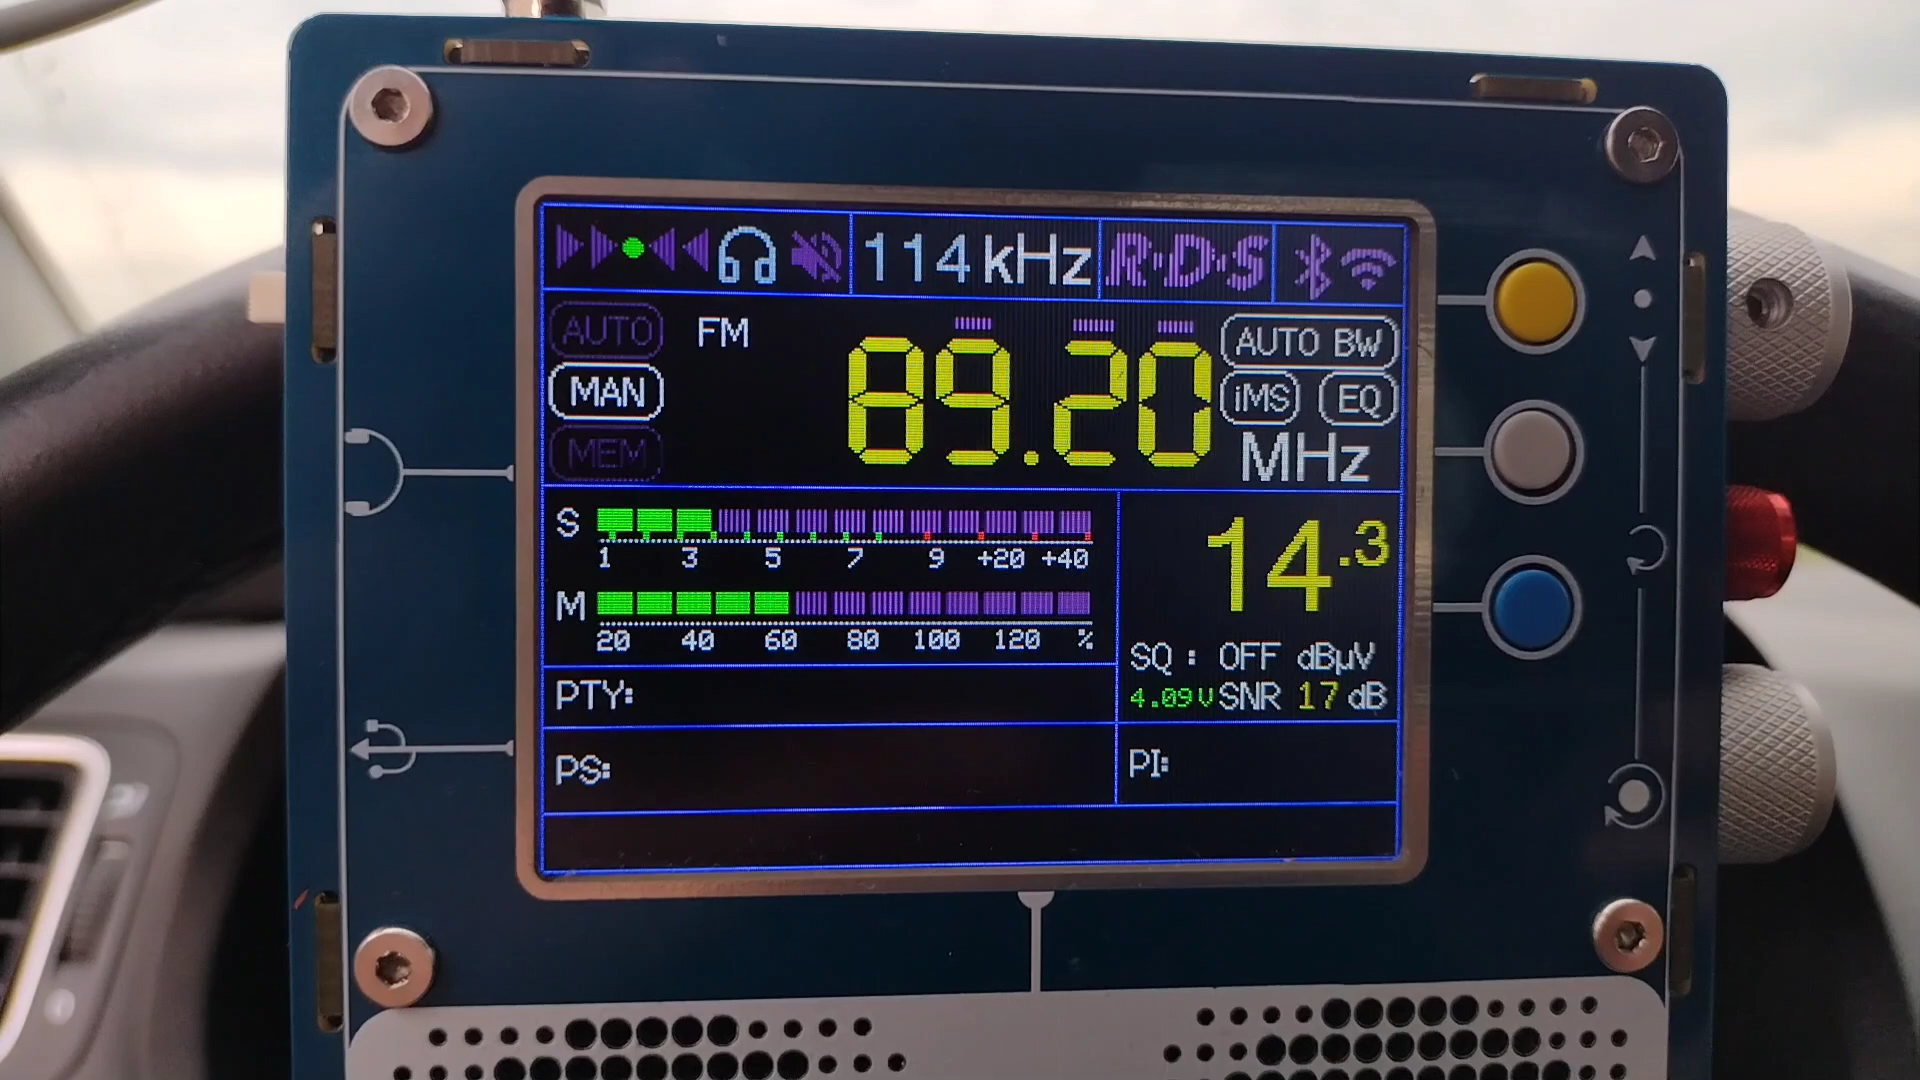 114 kHz R·D·S
AUTO FM 89.20 AUTO BW
MAN iMS EQ
MEM MHz
S 1 3 5 7 9 +20 +40
14.3
M 20 40 60 80 100 120 %
SQ : OFF dBµV
PTY: 4.09V SNR 17 dB
PS: PI: